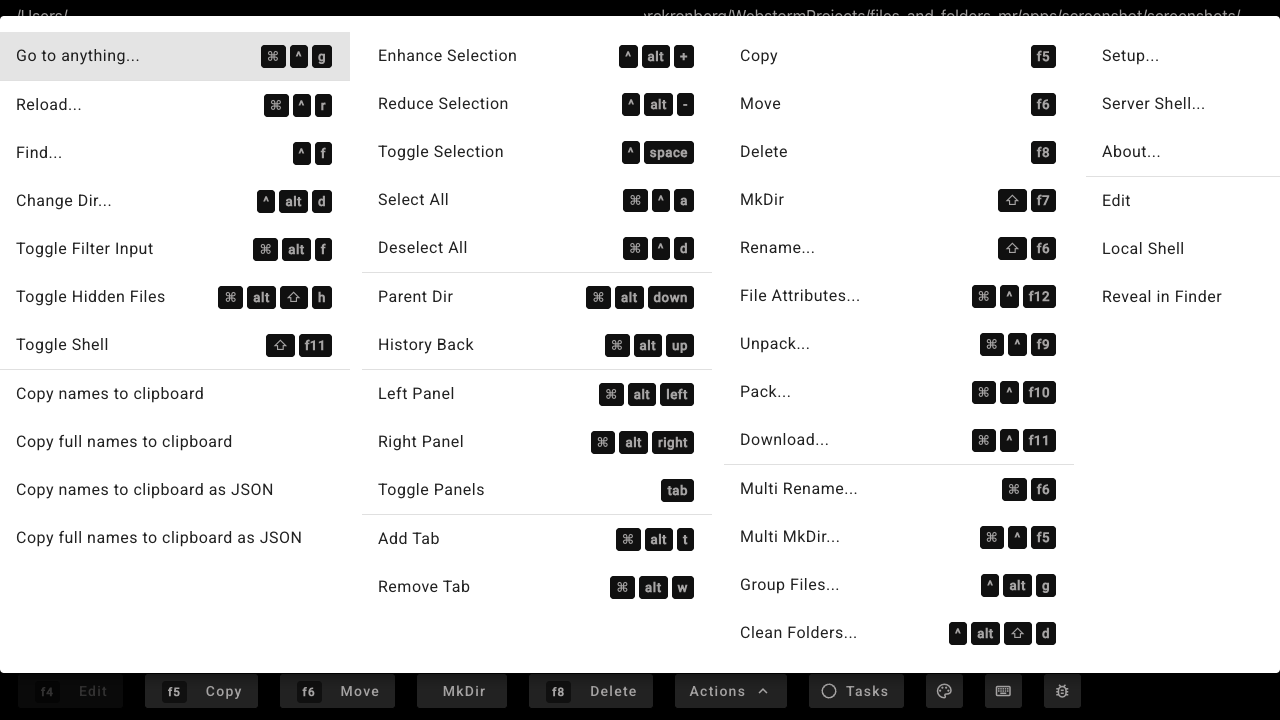 /Users/
Go to anything... ⌘ ^ g
Reload... ⌘ ^ r
Find... ^ f
Change Dir... ^ alt d
Toggle Filter Input ⌘ alt f
Toggle Hidden Files ⌘ alt ⇧ h
Toggle Shell ⇧ f11
Copy names to clipboard
Copy full names to clipboard
Copy names to clipboard as JSON
Copy full names to clipboard as JSON
Enhance Selection ^ alt +
Reduce Selection ^ alt -
Toggle Selection ^ space
Select All ⌘ ^ a
Deselect All ⌘ ^ d
Parent Dir ⌘ alt down
History Back ⌘ alt up
Left Panel ⌘ alt left
Right Panel ⌘ alt right
Toggle Panels tab
Add Tab ⌘ alt t
Remove Tab ⌘ alt w
Copy f5
Move f6
Delete f8
MkDir ⇧ f7
Rename... ⇧ f6
File Attributes... ⌘ ^ f12
Unpack... ⌘ ^ f9
Pack... ⌘ ^ f10
Download... ⌘ ^ f11
Multi Rename... ⌘ f6
Multi MkDir... ⌘ ^ f5
Group Files... ^ alt g
Clean Folders... ^ alt ⇧ d
Setup...
Server Shell...
About...
Edit
Local Shell
Reveal in Finder
f4 Edit f5 Copy f6 Move MkDir f8 Delete Actions Tasks